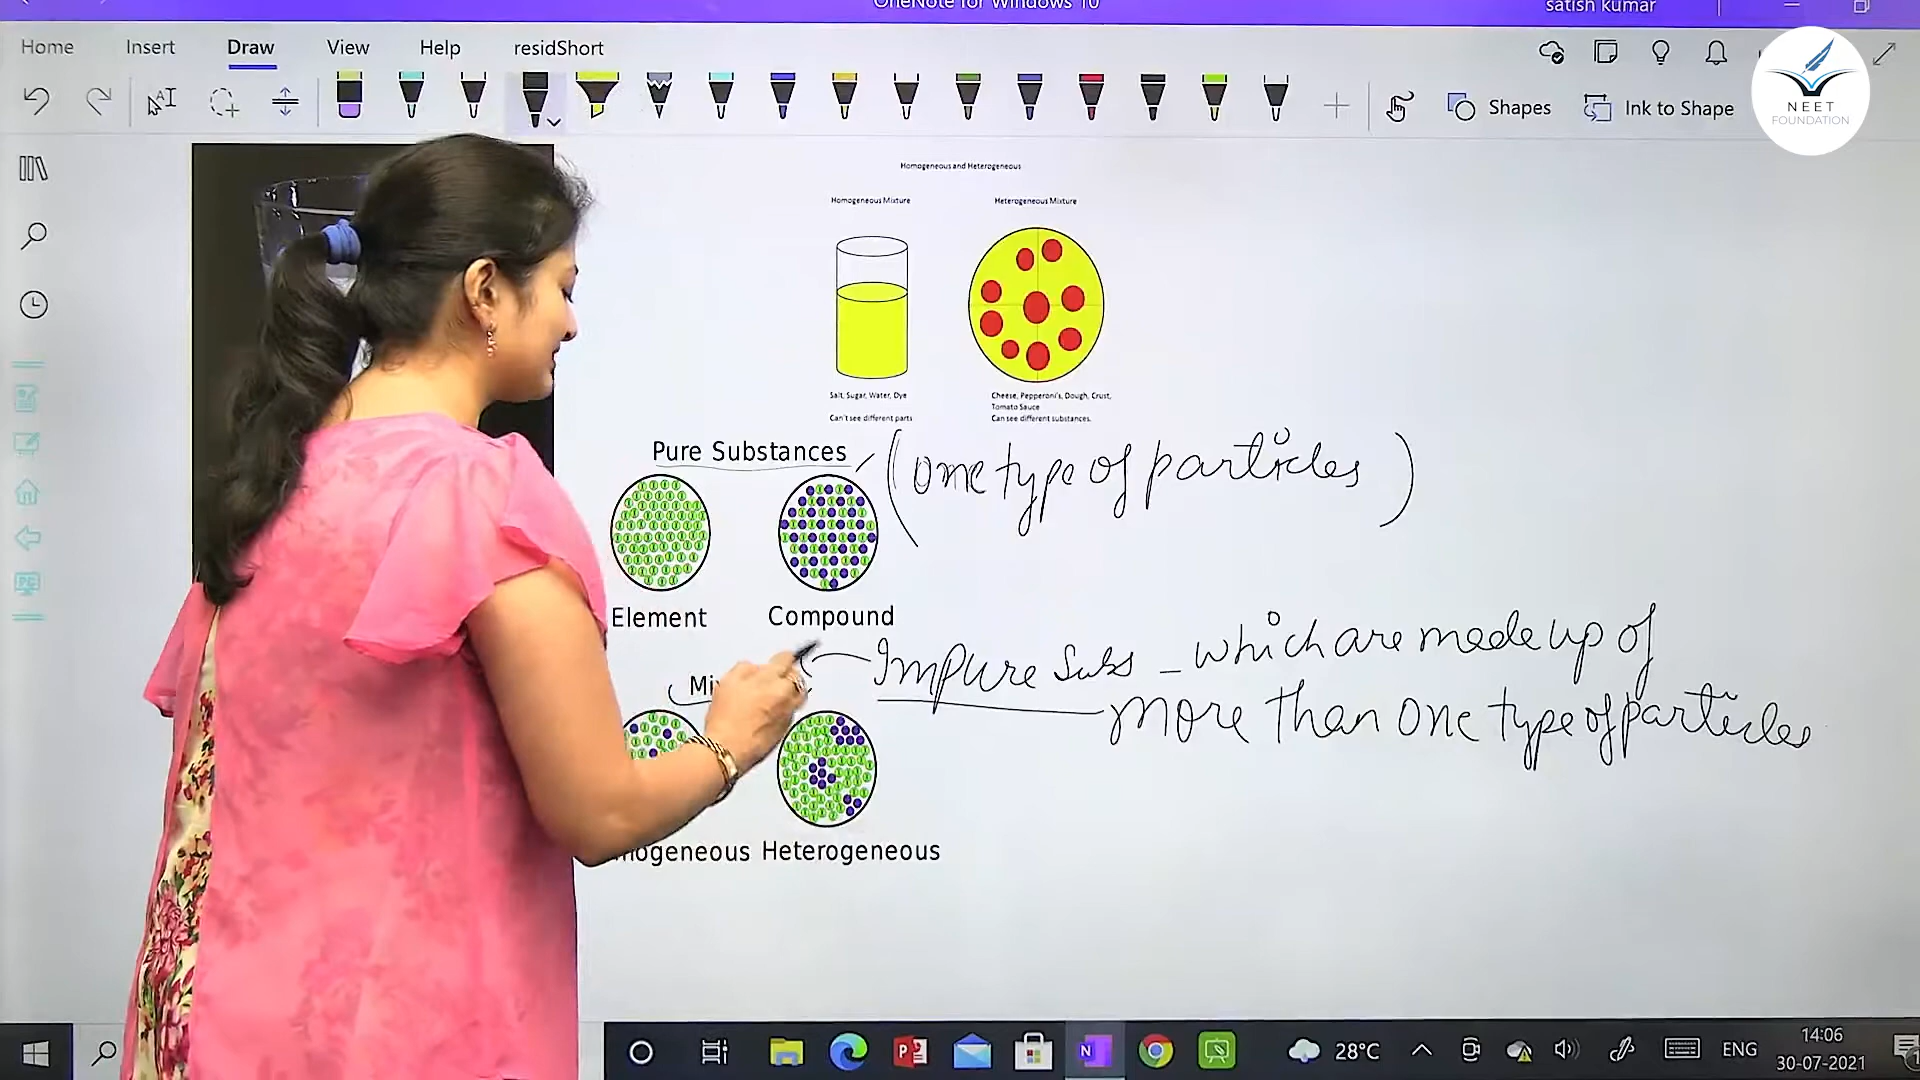 OneNote for Windows 10
satish kumar
Home Insert Draw View Help residShort
Shapes
Ink to Shape
NEET
FOUNDATION
Homogeneous and Heterogeneous
Homogeneous Mixture
Heterogeneous Mixture
Salt, Sugar, Water, Dye
Can't see different parts
Cheese, Pepperoni's, Dough, Crust,
Tomato Sauce
Can see different substances.
Pure Substances
(one type of particles)
Element
Compound
Impure Subs - which are made up of
more than one type of particles
Mi
mogeneous Heterogeneous
28°C
ENG
14:06
30-07-2021